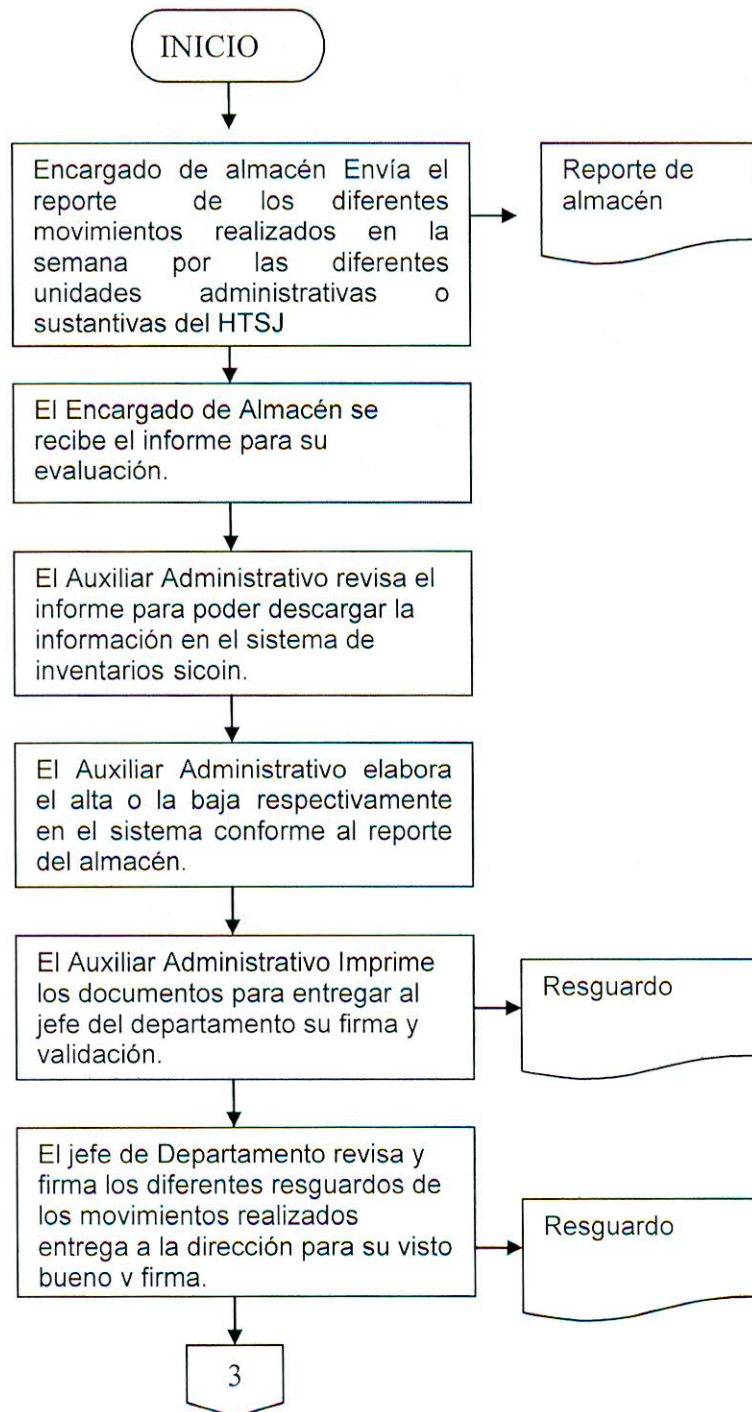 INICIO
Encargado de almacén Envía el
reporte de los diferentes
movimientos realizados en la
semana por las diferentes
unidades administrativas o
sustantivas del HTSJ
Reporte de
almacén
El Encargado de Almacén se
recibe el informe para su
evaluación.
El Auxiliar Administrativo revisa el
informe para poder descargar la
información en el sistema de
inventarios sicoin.
El Auxiliar Administrativo elabora
el alta o la baja respectivamente
en el sistema conforme al reporte
del almacén.
El Auxiliar Administrativo Imprime
los documentos para entregar al
jefe del departamento su firma y
validación.
Resguardo
El jefe de Departamento revisa y
firma los diferentes resguardos de
los movimientos realizados
entrega a la dirección para su visto
bueno y firma.
Resguardo
3